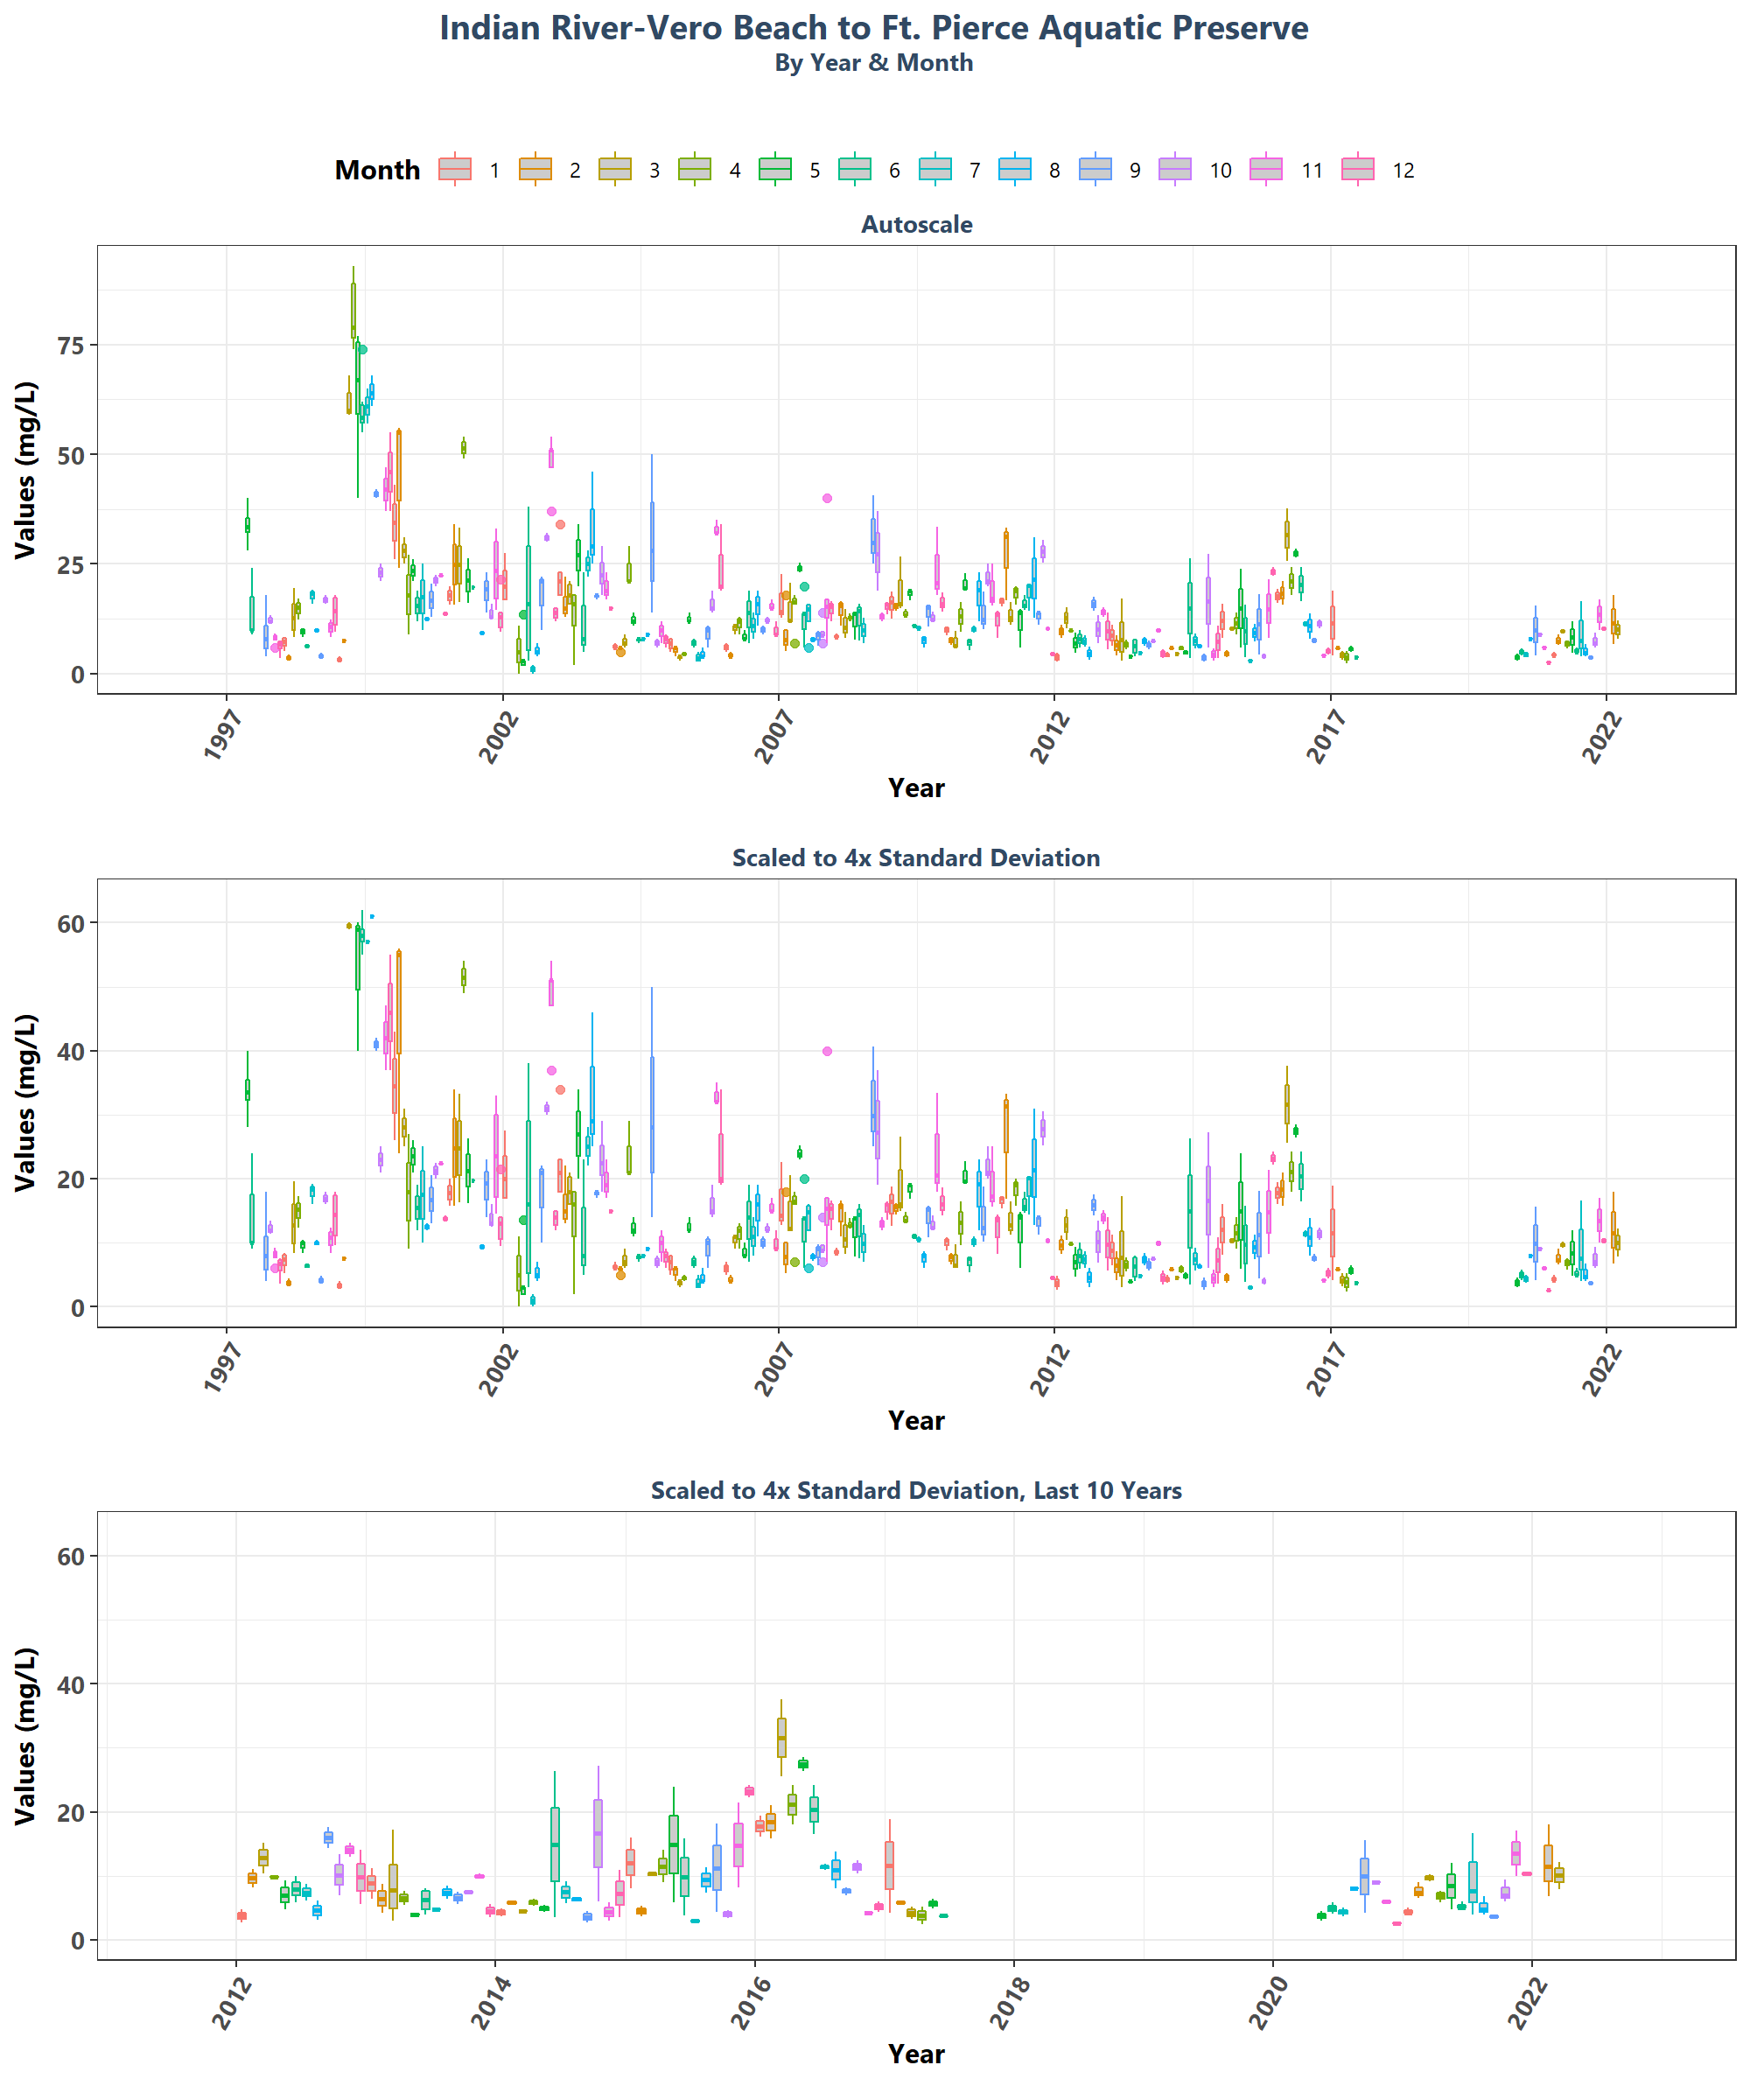 Indian River-Vero Beach to Ft. Pierce Aquatic Preserve
By Year & Month
Month 1 2 3 4 5 6 7 8 9 10 11 12
Autoscale
Values (mg/L)
75
50
25
0
1997 2002 2007 2012 2017 2022
Year
Scaled to 4x Standard Deviation
Values (mg/L)
60
40
20
0
1997 2002 2007 2012 2017 2022
Year
Scaled to 4x Standard Deviation, Last 10 Years
Values (mg/L)
60
40
20
0
2012 2014 2016 2018 2020 2022
Year